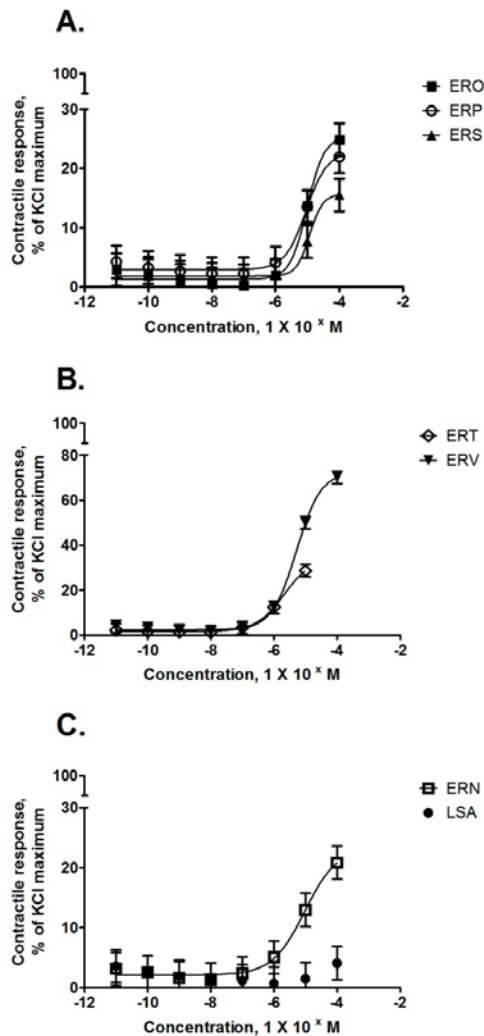 A.
Contractile response,
% of KCl maximum
100
30
20
10
0
-12
-10
-8
-6
-4
-2
Concentration, 1 X 10 ˣ M
ERO
ERP
ERS
B.
Contractile response,
% of KCl maximum
100
80
60
40
20
0
-12
-10
-8
-6
-4
-2
Concentration, 1 X 10 ˣ M
ERT
ERV
C.
Contractile response,
% of KCl maximum
100
30
20
10
0
-12
-10
-8
-6
-4
-2
Concentration, 1 X 10 ˣ M
ERN
LSA